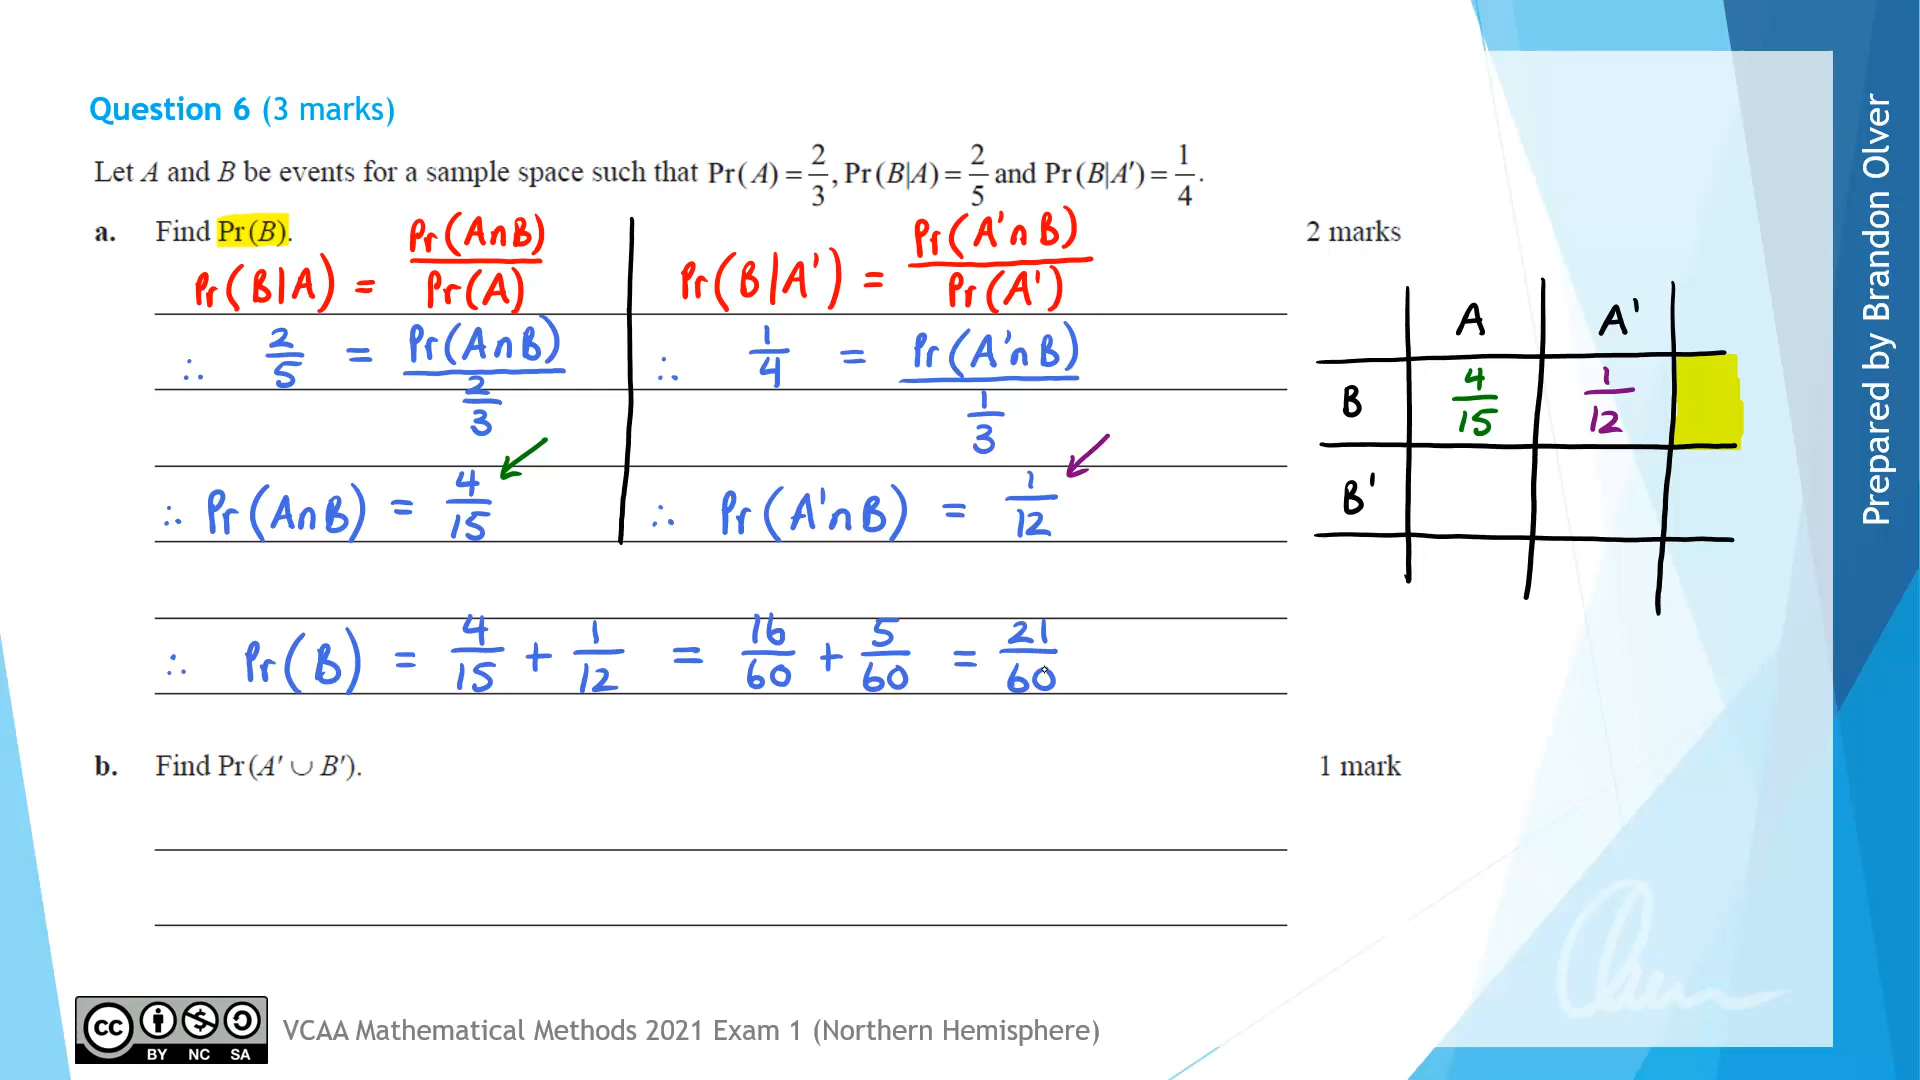 Question 6 (3 marks)
Let A and B be events for a sample space such that Pr(A) = 2/3, Pr(B|A) = 2/5 and Pr(B|A′) = 1/4.
a. Find Pr(B). 2 marks
Pr(B|A) = Pr(A∩B)/Pr(A)
∴ 2/5 = Pr(A∩B)/(2/3)
∴ Pr(A∩B) = 4/15
Pr(B|A') = Pr(A'∩B)/Pr(A')
∴ 1/4 = Pr(A'∩B)/(1/3)
∴ Pr(A'∩B) = 1/12
A A'
B 4/15 1/12
B'
∴ Pr(B) = 4/15 + 1/12 = 16/60 + 5/60 = 21/60
b. Find Pr(A′ ∪ B′). 1 mark
cc BY NC SA
VCAA Mathematical Methods 2021 Exam 1 (Northern Hemisphere)
Prepared by Brandon Olver